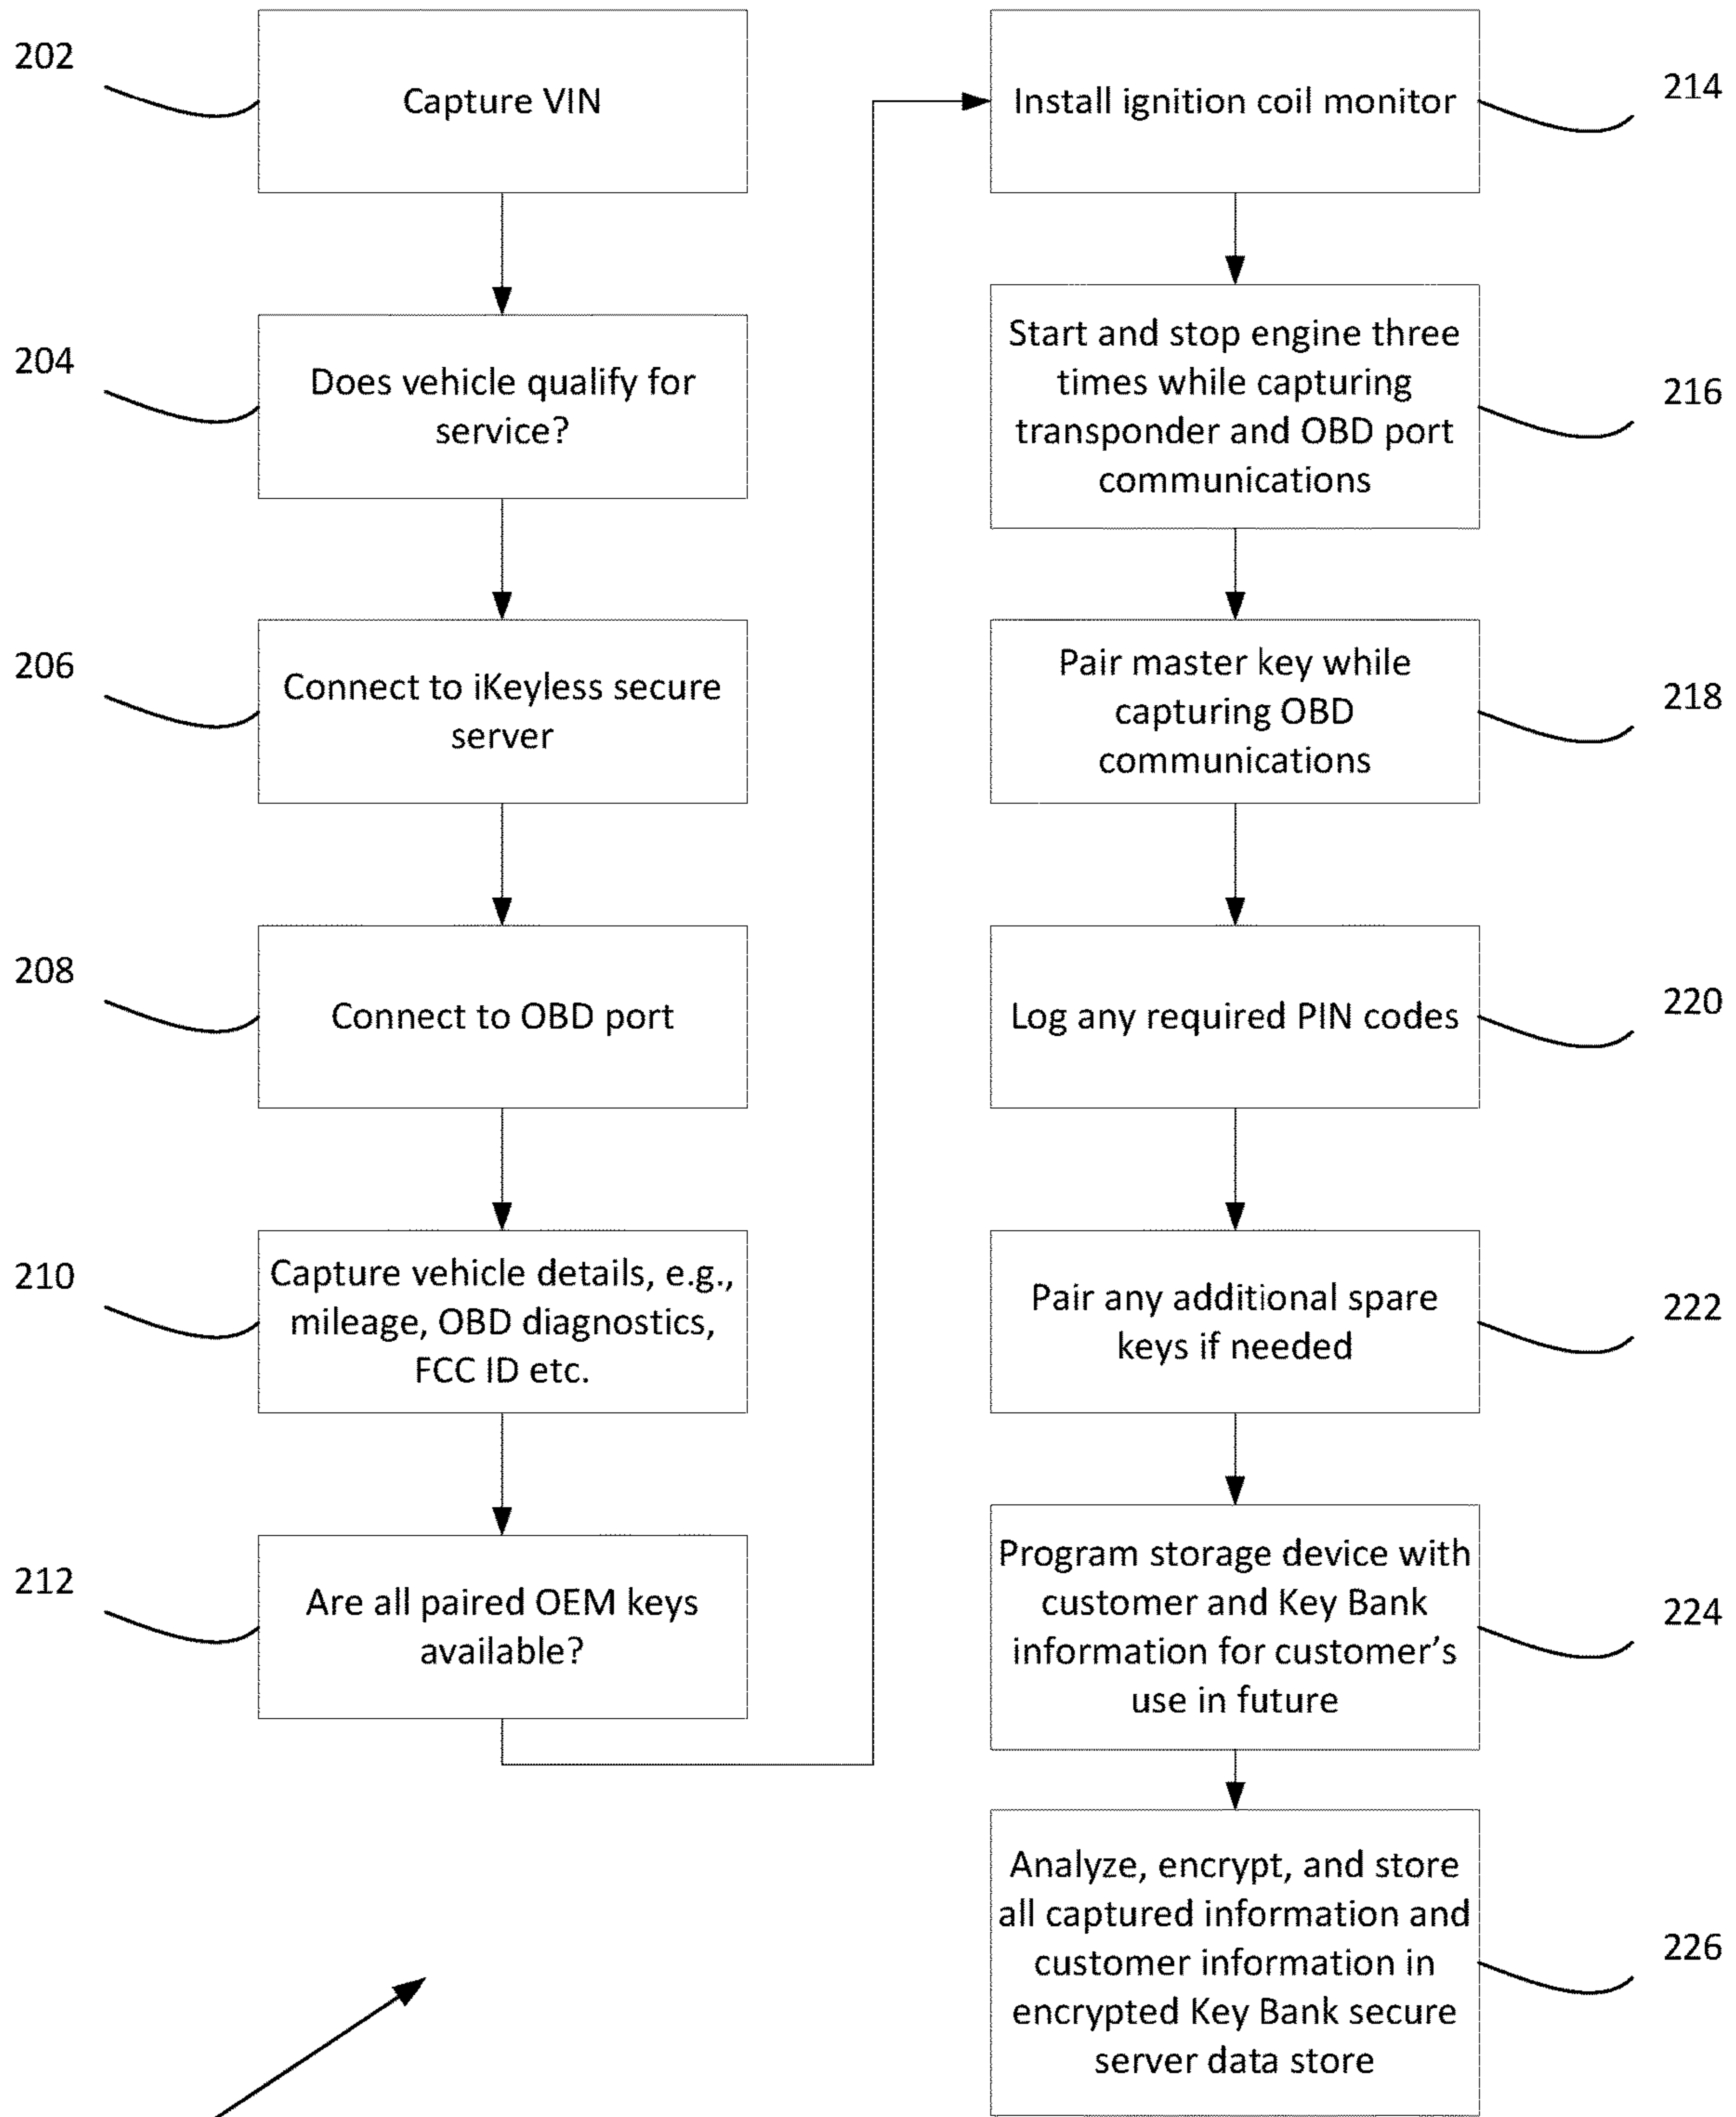 202
Capture VIN
204
Does vehicle qualify for
service?
206
Connect to iKeyless secure
server
208
Connect to OBD port
210
Capture vehicle details, e.g.,
mileage, OBD diagnostics,
FCC ID etc.
212
Are all paired OEM keys
available?
Install ignition coil monitor
214
Start and stop engine three
times while capturing
transponder and OBD port
communications
216
Pair master key while
capturing OBD
communications
218
Log any required PIN codes
220
Pair any additional spare
keys if needed
222
Program storage device with
customer and Key Bank
information for customer’s
use in future
224
Analyze, encrypt, and store
all captured information and
customer information in
encrypted Key Bank secure
server data store
226